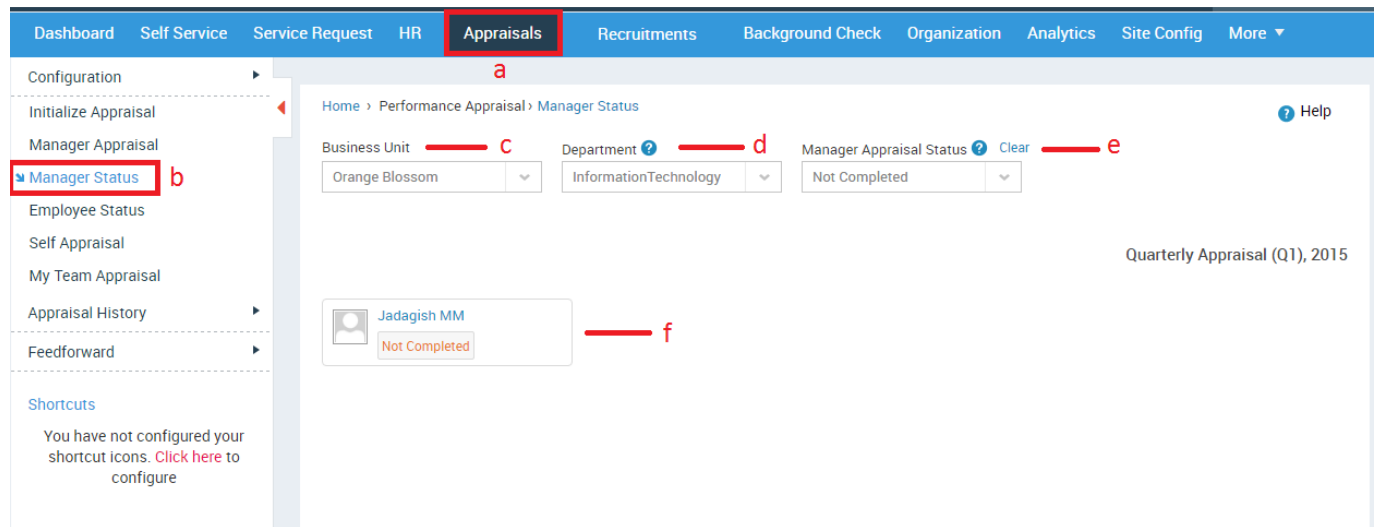 Dashboard Self Service Service Request HR Appraisals Recruitments Background Check Organization Analytics Site Config More
a
Configuration
Initialize Appraisal
Manager Appraisal
Manager Status b
Employee Status
Self Appraisal
My Team Appraisal
Appraisal History
Feedforward
Shortcuts
You have not configured your
shortcut icons. Click here to
configure
Home › Performance Appraisal › Manager Status
? Help
Business Unit c Department ? d Manager Appraisal Status ? Clear e
Orange Blossom InformationTechnology Not Completed
Quarterly Appraisal (Q1), 2015
Jadagish MM
Not Completed
f